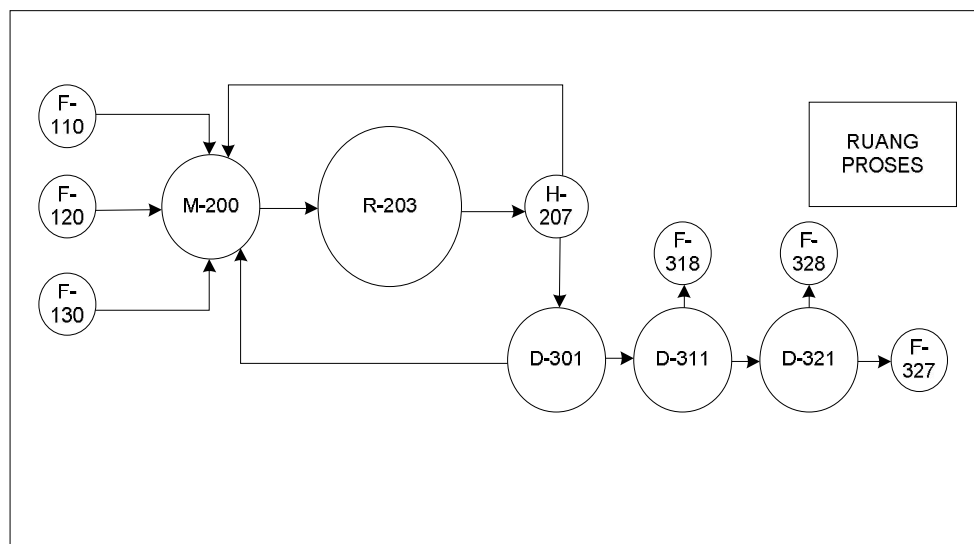 F-
110
F-
120
F-
130
M-200
R-203
H-
207
RUANG
PROSES
F-
318
F-
328
D-301
D-311
D-321
F-
327